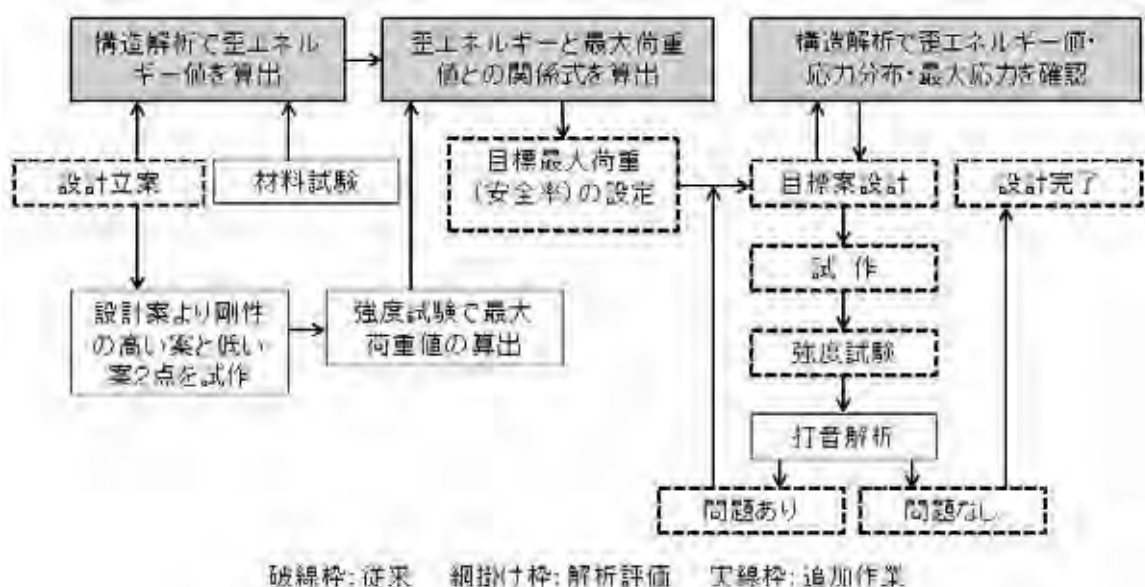 構造解析で歪エネル
ギー値を算出
歪エネルギーと最大荷重
値との関係式を算出
構造解析で歪エネルギー値・
応力分布・最大応力を確認
設計立案
材料試験
目標最大荷重
(安全率)の設定
目標案設計
設計完了
試 作
設計案より剛性
の高い案と低い
案2点を試作
強度試験で最大
荷重値の算出
強度試験
打音解析
問題あり
問題なし
破線枠:従来 網掛け枠:解析評価 実線枠:追加作業